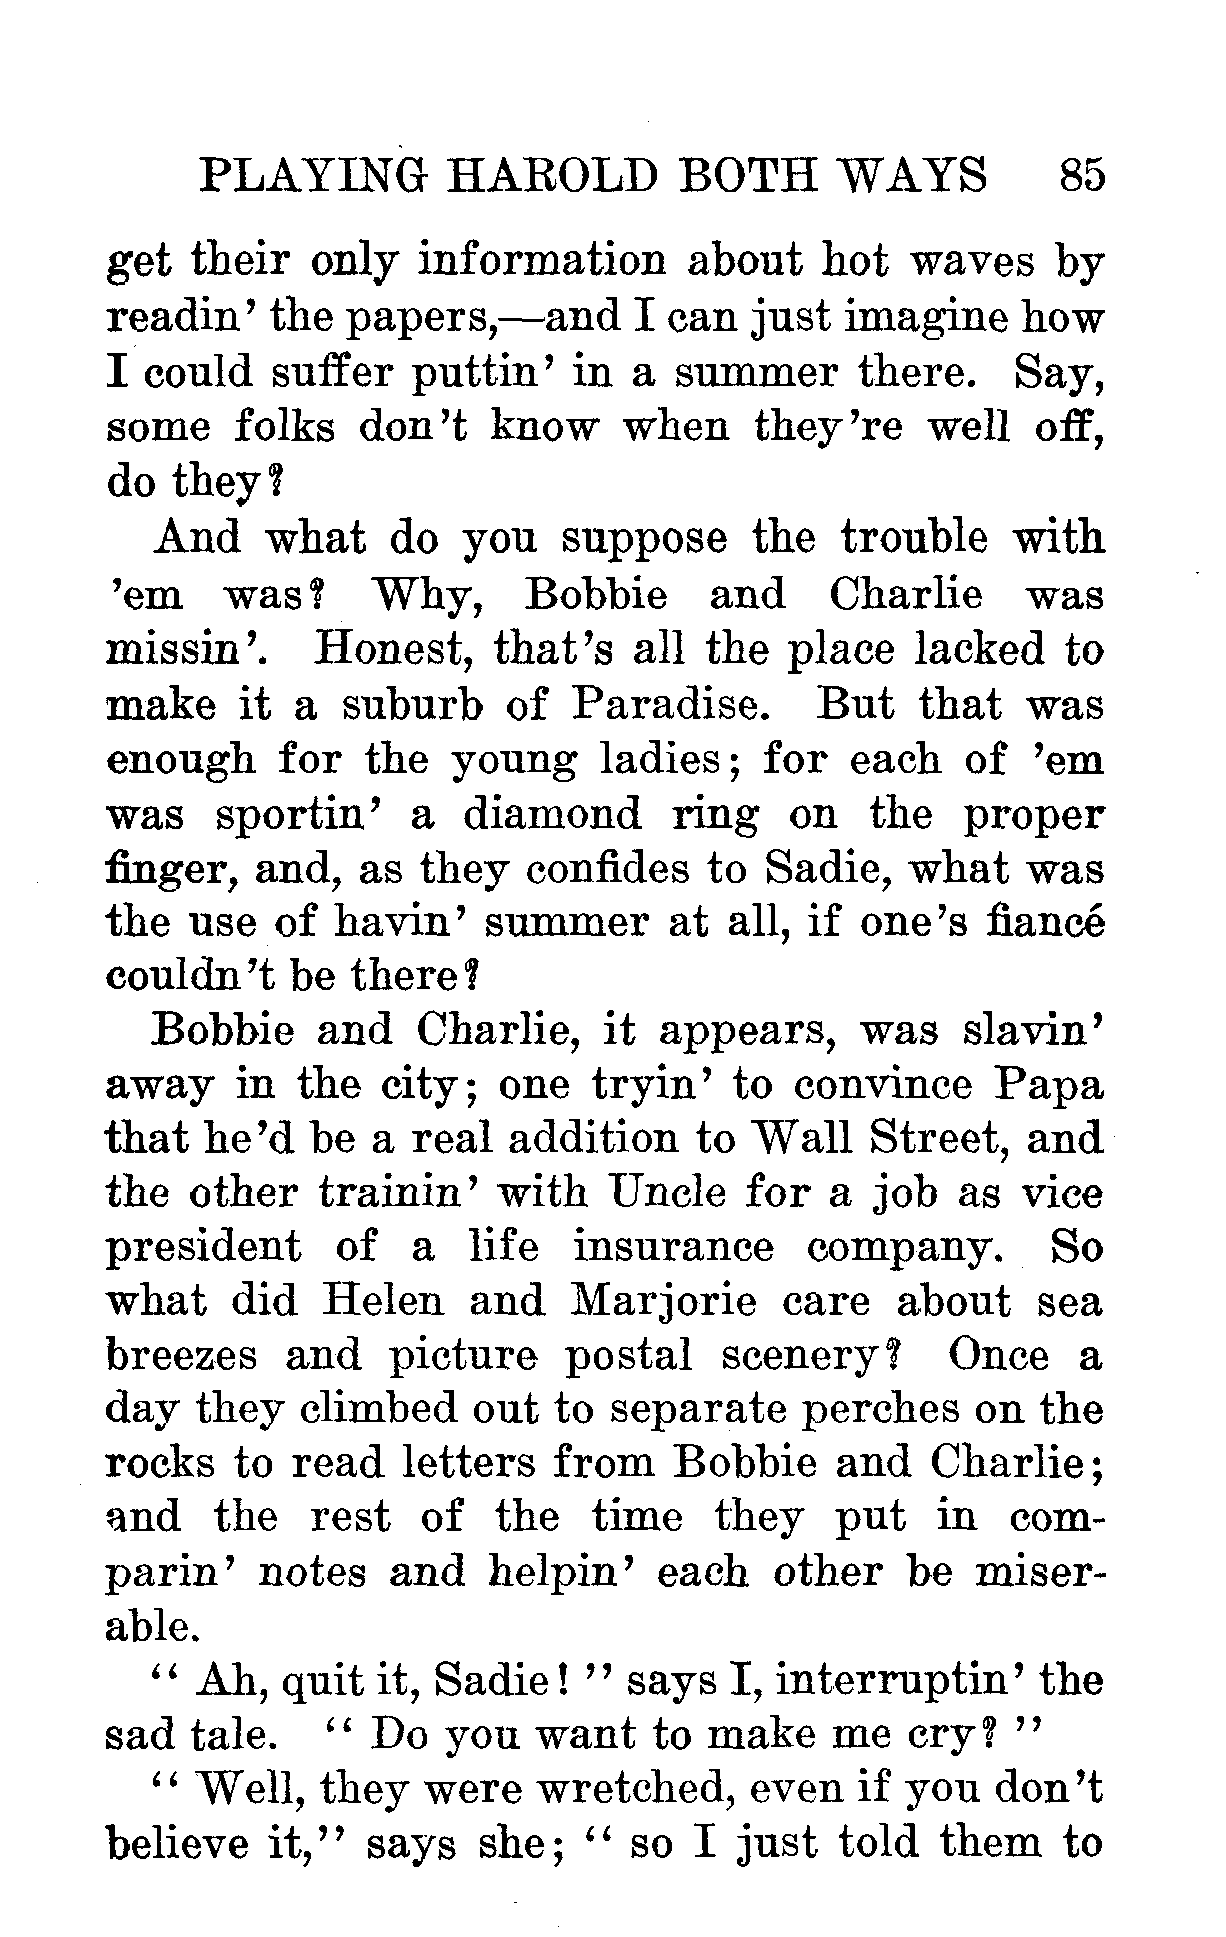 PLAYING HAROLD BOTH WAYS 85
get their only information about hot waves by
readin' the papers,—and I can just imagine how
I could suffer puttin' in a summer there. Say,
some folks don't know when they're well off,
do they?
And what do you suppose the trouble with
'em was? Why, Bobbie and Charlie was
missin'. Honest, that's all the place lacked to
make it a suburb of Paradise. But that was
enough for the young ladies; for each of 'em
was sportin' a diamond ring on the proper
finger, and, as they confides to Sadie, what was
the use of havin' summer at all, if one's fiancé
couldn't be there?
Bobbie and Charlie, it appears, was slavin'
away in the city; one tryin' to convince Papa
that he'd be a real addition to Wall Street, and
the other trainin' with Uncle for a job as vice
president of a life insurance company. So
what did Helen and Marjorie care about sea
breezes and picture postal scenery? Once a
day they climbed out to separate perches on the
rocks to read letters from Bobbie and Charlie;
and the rest of the time they put in com-
parin' notes and helpin' each other be miser-
able.
"Ah, quit it, Sadie!" says I, interruptin' the
sad tale. "Do you want to make me cry?"
"Well, they were wretched, even if you don't
believe it," says she; "so I just told them to